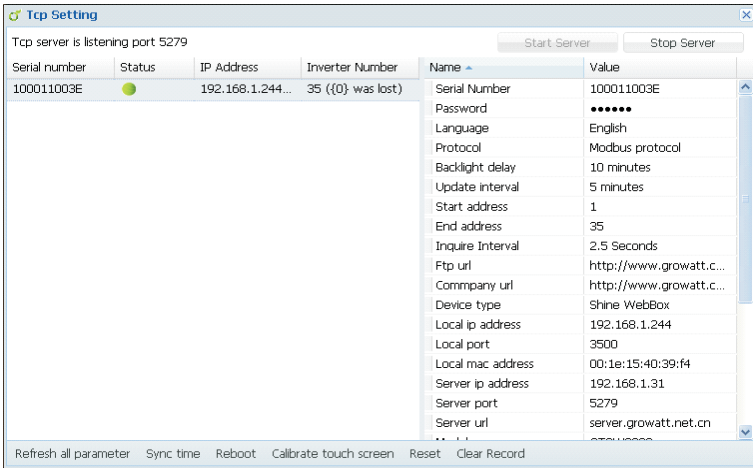 Tcp Setting
Tcp server is listening port 5279
Start Server
Stop Server
Serial number Status IP Address Inverter Number
100011003E 192.168.1.244... 35 ({0} was lost)
Name Value
Serial Number 100011003E
Password ●●●●●●
Language English
Protocol Modbus protocol
Backlight delay 10 minutes
Update interval 5 minutes
Start address 1
End address 35
Inquire Interval 2.5 Seconds
Ftp url http://www.growatt.c...
Commpany url http://www.growatt.c...
Device type Shine WebBox
Local ip address 192.168.1.244
Local port 3500
Local mac address 00:1e:15:40:39:f4
Server ip address 192.168.1.31
Server port 5279
Server url server.growatt.net.cn
Refresh all parameter Sync time Reboot Calibrate touch screen Reset Clear Record